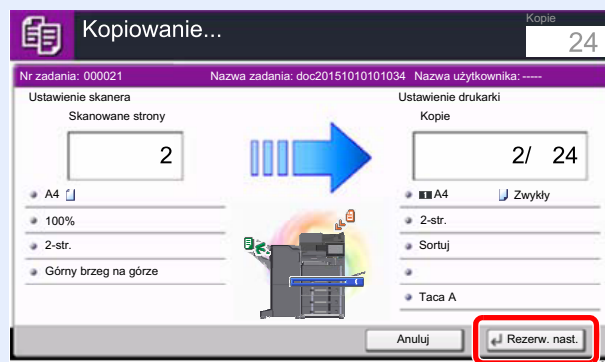 Kopiowanie...
Kopie
24
Nr zadania: 000021 Nazwa zadania: doc20151010101034 Nazwa użytkownika: -----
Ustawienie skanera
Skanowane strony
2
A4
100%
2-str.
Górny brzeg na górze
Ustawienie drukarki
Kopie
2/ 24
1 A4 Zwykły
2-str.
Sortuj
Taca A
Anuluj
Rezerw. nast.